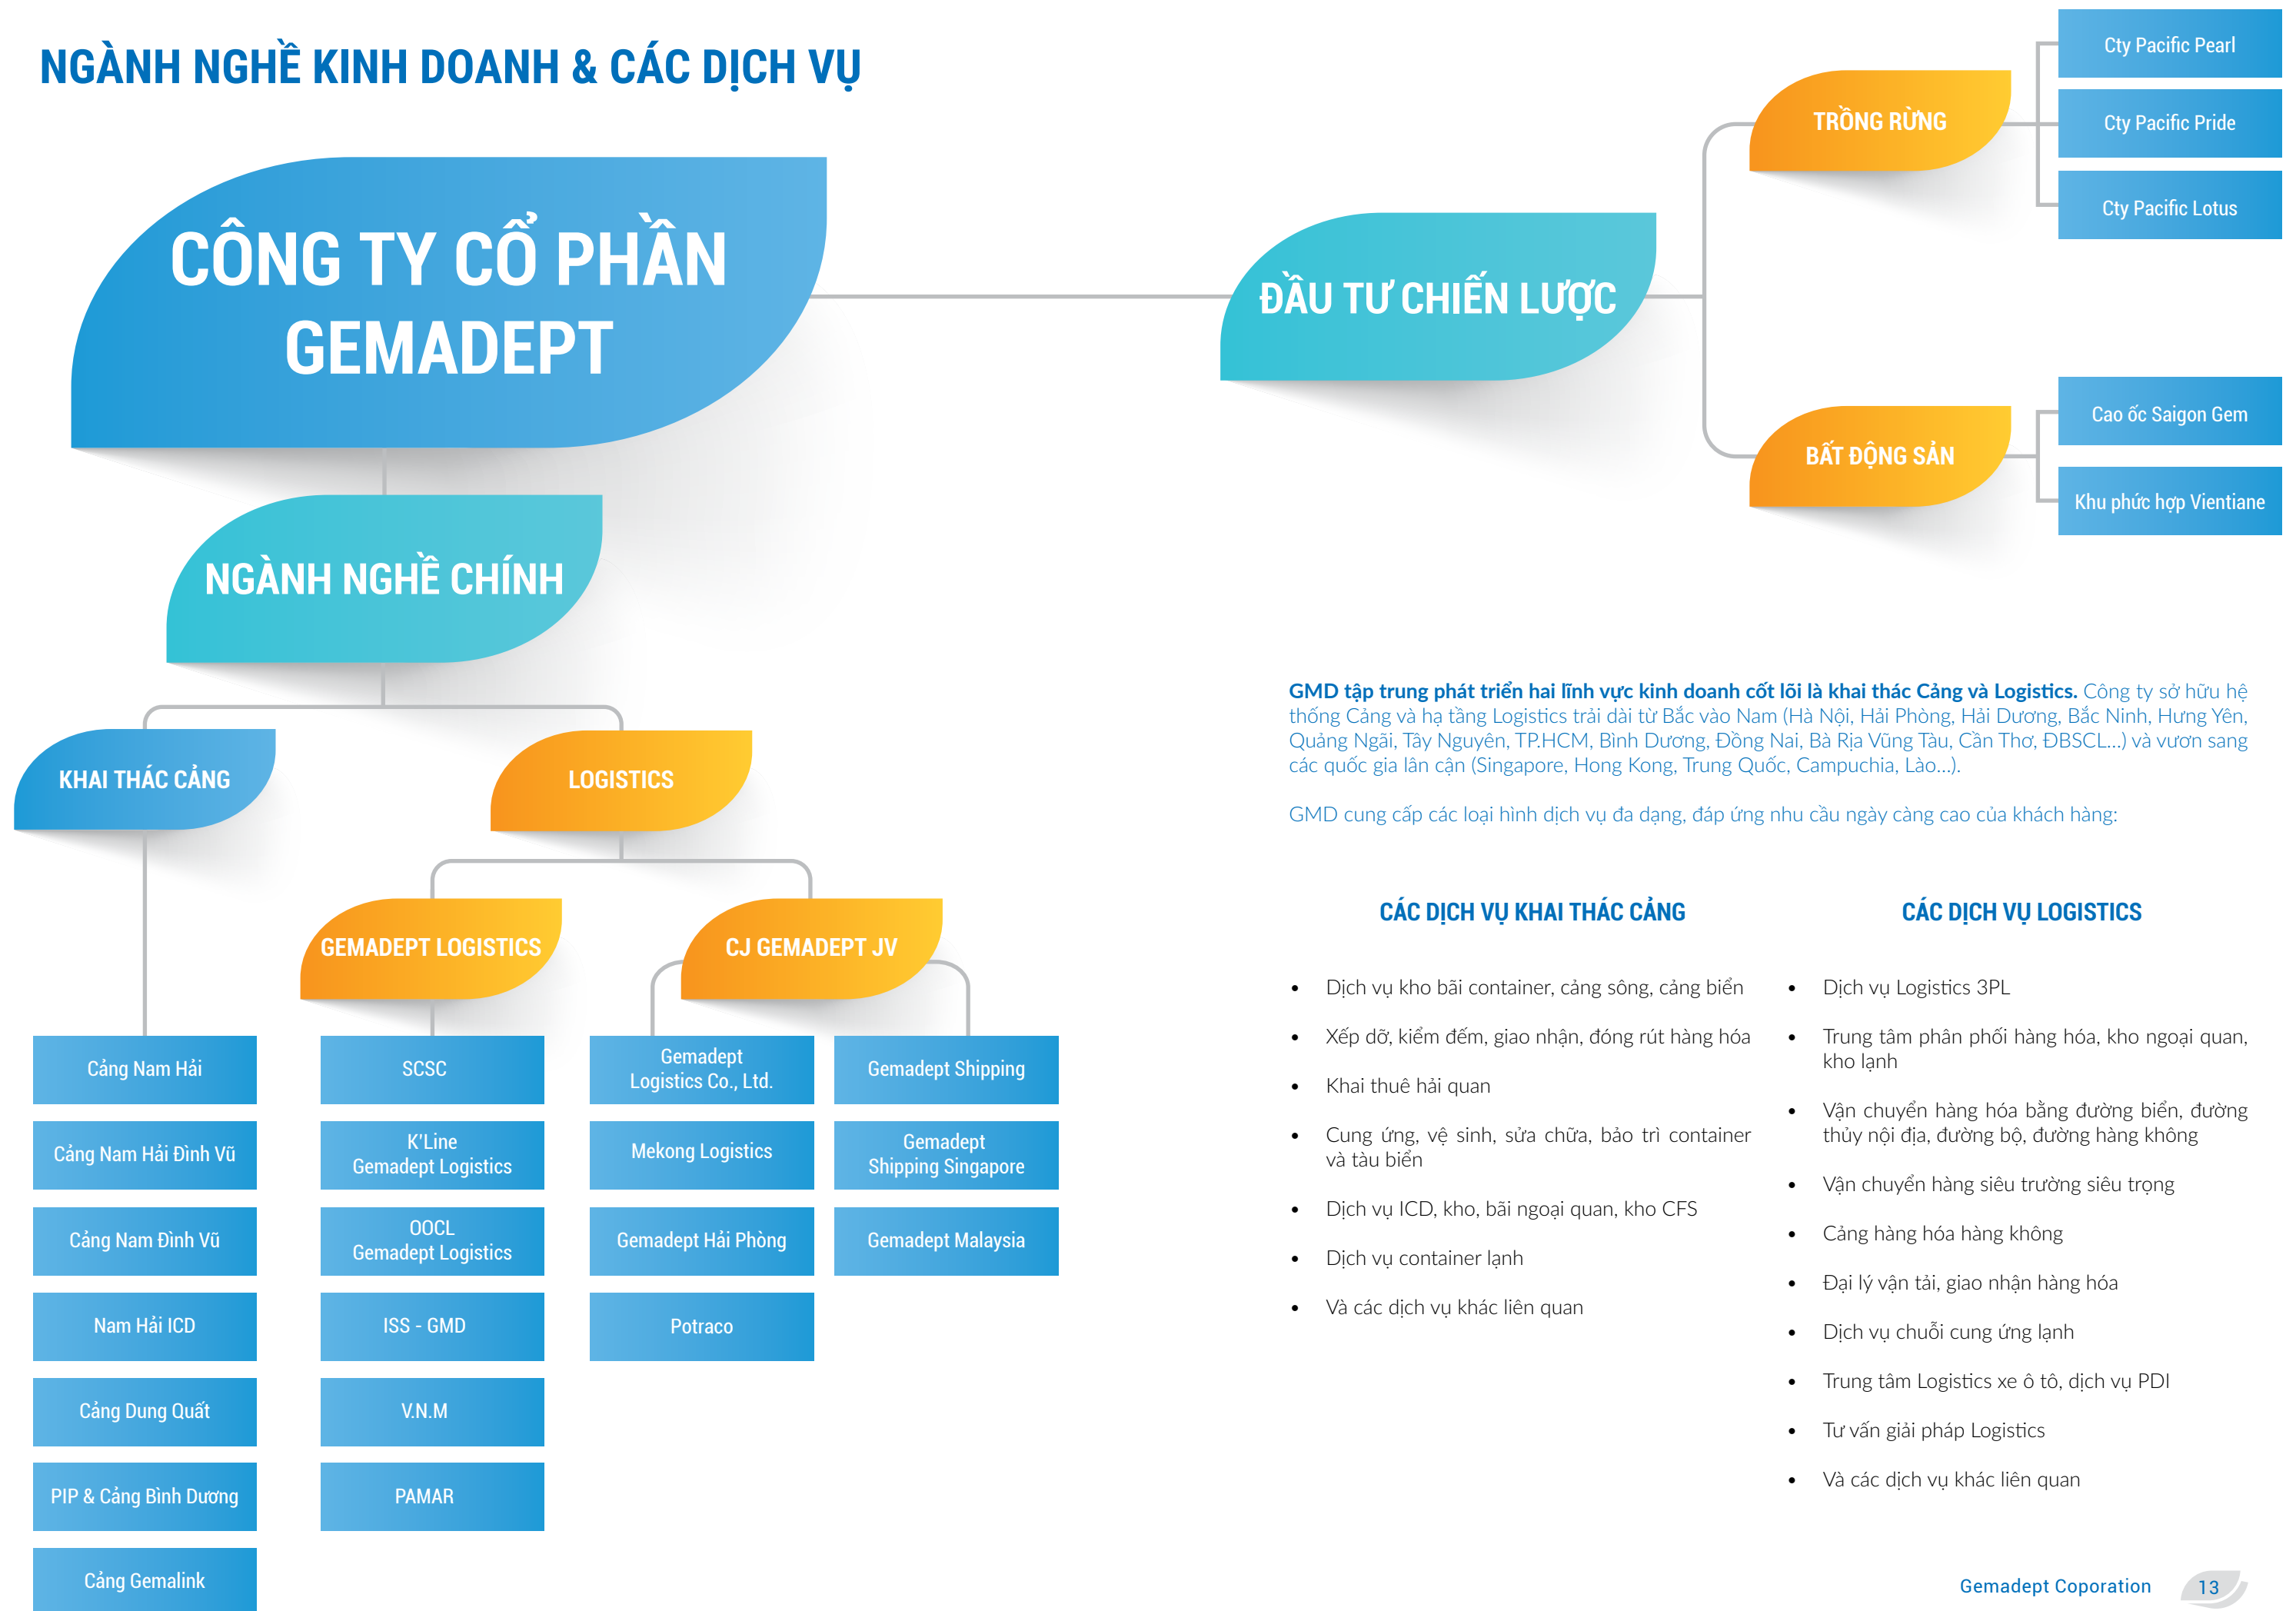 NGÀNH NGHỀ KINH DOANH & CÁC DỊCH VỤ
CÔNG TY CỔ PHẦN
GEMADEPT
ĐẦU TƯ CHIẾN LƯỢC
TRỒNG RỪNG
Cty Pacific Pearl
Cty Pacific Pride
Cty Pacific Lotus
BẤT ĐỘNG SẢN
Cao ốc Saigon Gem
Khu phức hợp Vientiane
NGÀNH NGHỀ CHÍNH
KHAI THÁC CẢNG
LOGISTICS
GEMADEPT LOGISTICS
CJ GEMADEPT JV
Cảng Nam Hải
Cảng Nam Hải Đình Vũ
Cảng Nam Đình Vũ
Nam Hải ICD
Cảng Dung Quất
PIP & Cảng Bình Dương
Cảng Gemalink
SCSC
K'Line
Gemadept Logistics
OOCL
Gemadept Logistics
ISS - GMD
V.N.M
PAMAR
Gemadept
Logistics Co., Ltd.
Mekong Logistics
Gemadept Hải Phòng
Potraco
Gemadept Shipping
Gemadept
Shipping Singapore
Gemadept Malaysia
GMD tập trung phát triển hai lĩnh vực kinh doanh cốt lõi là khai thác Cảng và Logistics. Công ty sở hữu hệ
thống Cảng và hạ tầng Logistics trải dài từ Bắc vào Nam (Hà Nội, Hải Phòng, Hải Dương, Bắc Ninh, Hưng Yên,
Quảng Ngãi, Tây Nguyên, TP.HCM, Bình Dương, Đồng Nai, Bà Rịa Vũng Tàu, Cần Thơ, ĐBSCL...) và vươn sang
các quốc gia lân cận (Singapore, Hong Kong, Trung Quốc, Campuchia, Lào...).
GMD cung cấp các loại hình dịch vụ đa dạng, đáp ứng nhu cầu ngày càng cao của khách hàng:
CÁC DỊCH VỤ KHAI THÁC CẢNG
• Dịch vụ kho bãi container, cảng sông, cảng biển
• Xếp dỡ, kiểm đếm, giao nhận, đóng rút hàng hóa
• Khai thuê hải quan
• Cung ứng, vệ sinh, sửa chữa, bảo trì container
và tàu biển
• Dịch vụ ICD, kho, bãi ngoại quan, kho CFS
• Dịch vụ container lạnh
• Và các dịch vụ khác liên quan
CÁC DỊCH VỤ LOGISTICS
• Dịch vụ Logistics 3PL
• Trung tâm phân phối hàng hóa, kho ngoại quan,
kho lạnh
• Vận chuyển hàng hóa bằng đường biển, đường
thủy nội địa, đường bộ, đường hàng không
• Vận chuyển hàng siêu trường siêu trọng
• Cảng hàng hóa hàng không
• Đại lý vận tải, giao nhận hàng hóa
• Dịch vụ chuỗi cung ứng lạnh
• Trung tâm Logistics xe ô tô, dịch vụ PDI
• Tư vấn giải pháp Logistics
• Và các dịch vụ khác liên quan
Gemadept Coporation 13